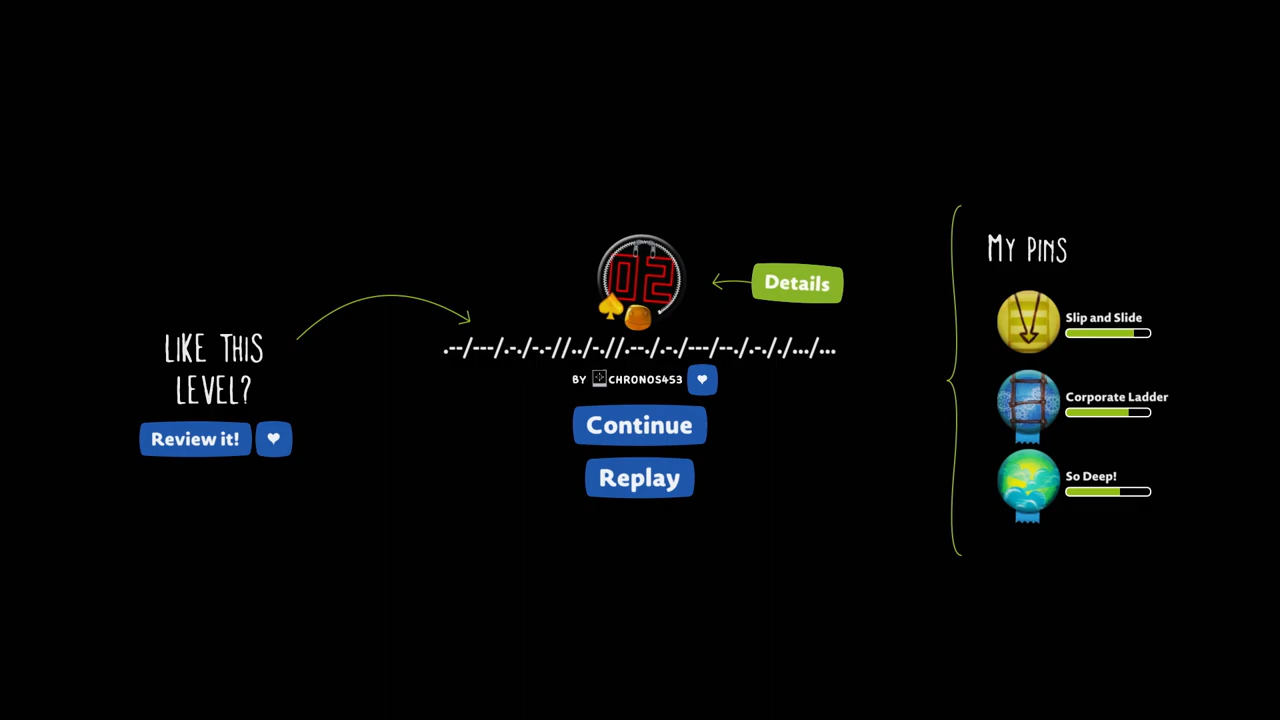 LIKE THIS
LEVEL?
Review it!
02
Details
.--/---/.-./-.-//../-.//.--./.-./---/--./.-././.../...
BY CHRONOS453
Continue
Replay
MY PINS
Slip and Slide
Corporate Ladder
So Deep!